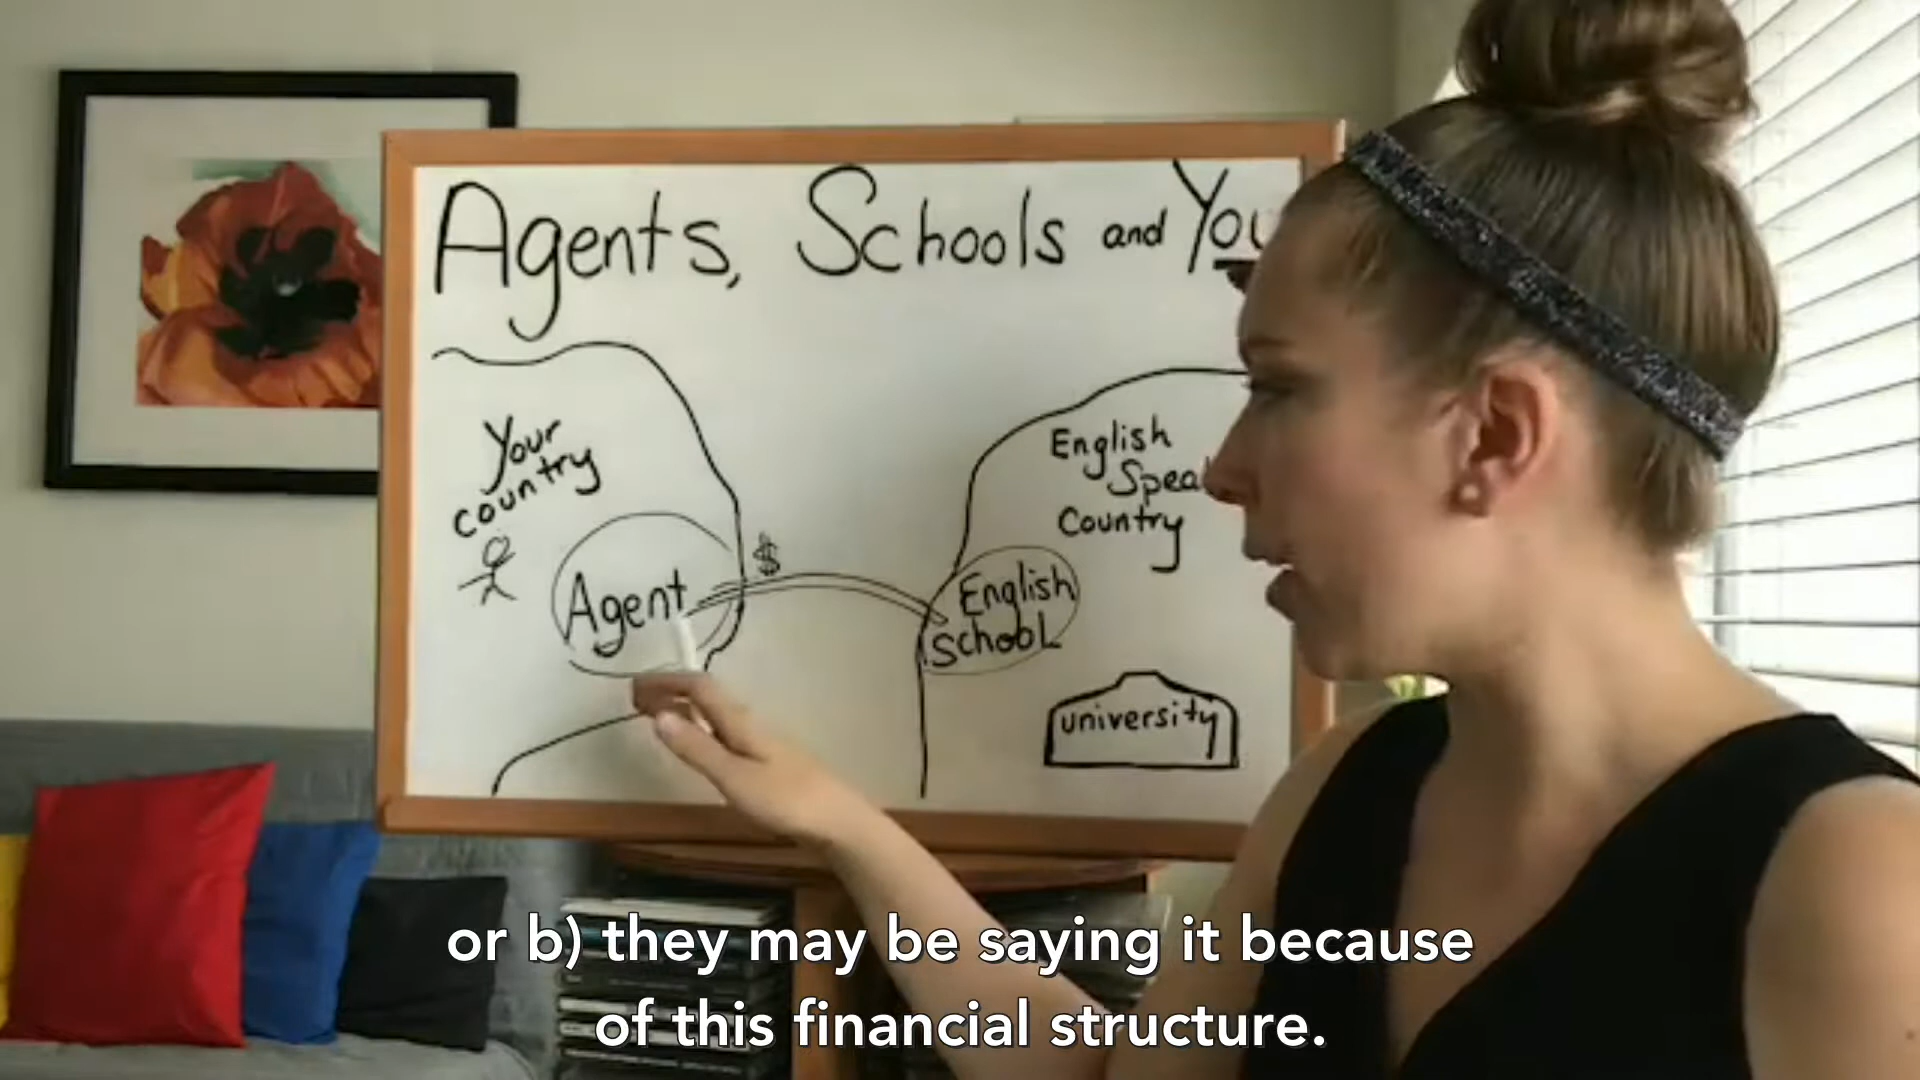 Agents, Schools and You
Your
country
English
Spea
Country
$
Agent
English
School
university
or b) they may be saying it because
of this financial structure.